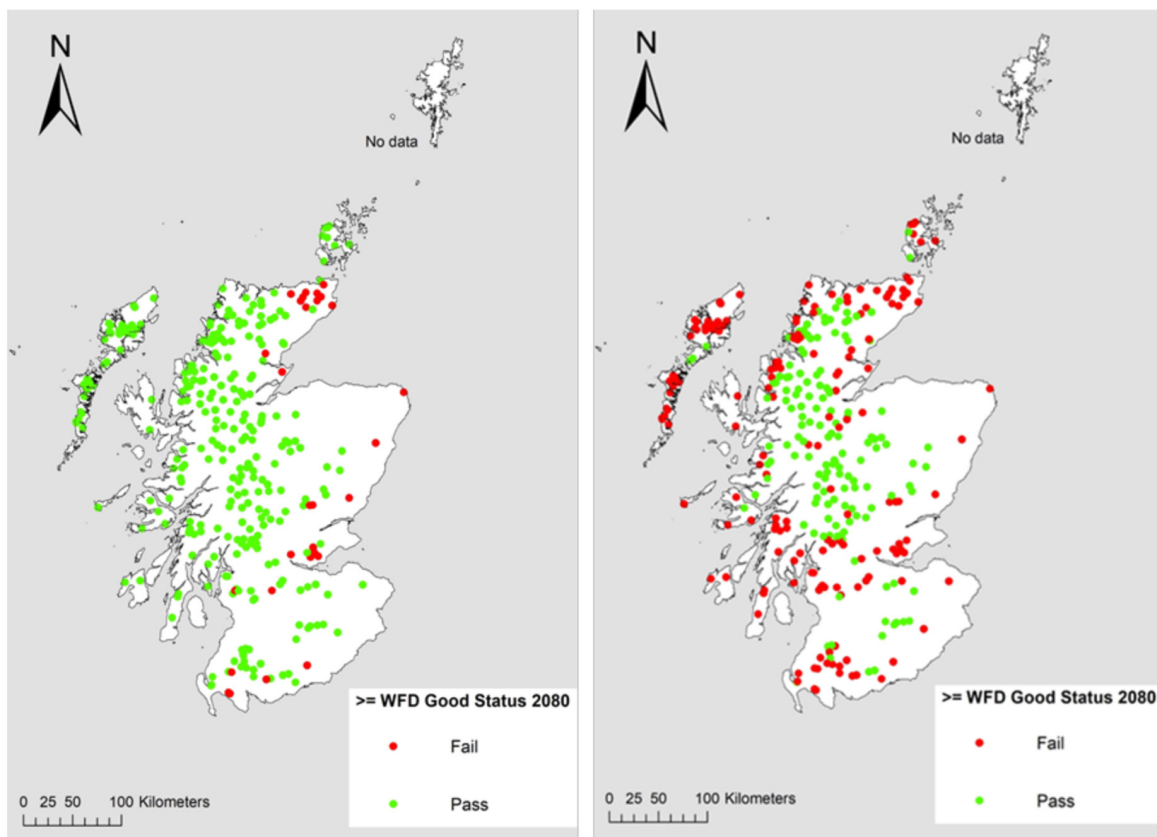 N
No data
>= WFD Good Status 2080
Fail
Pass
0 25 50 100 Kilometers
N
No data
>= WFD Good Status 2080
Fail
Pass
0 25 50 100 Kilometers